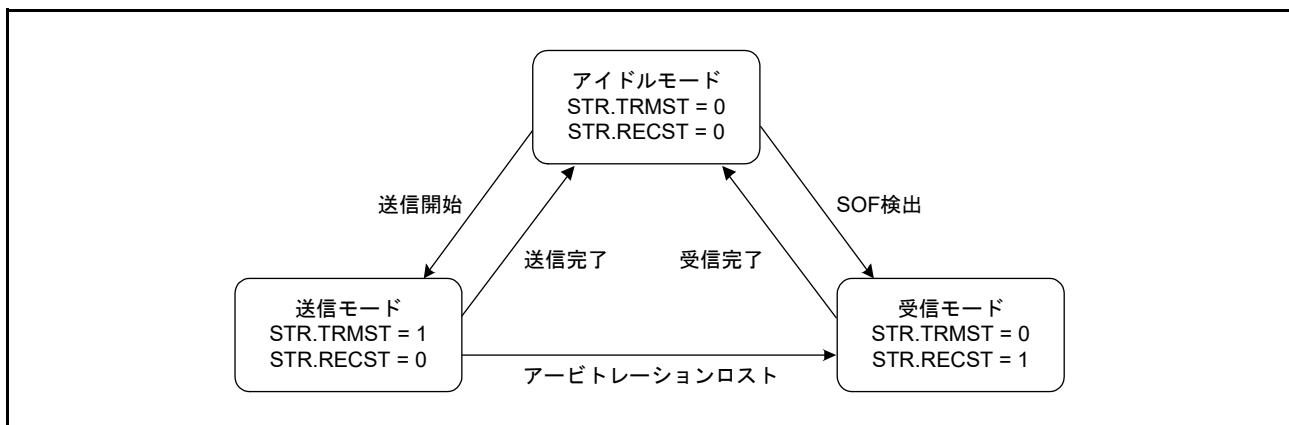 アイドルモード
STR.TRMST = 0
STR.RECST = 0
送信開始
SOF検出
送信完了
受信完了
送信モード
STR.TRMST = 1
STR.RECST = 0
受信モード
STR.TRMST = 0
STR.RECST = 1
アービトレーションロスト